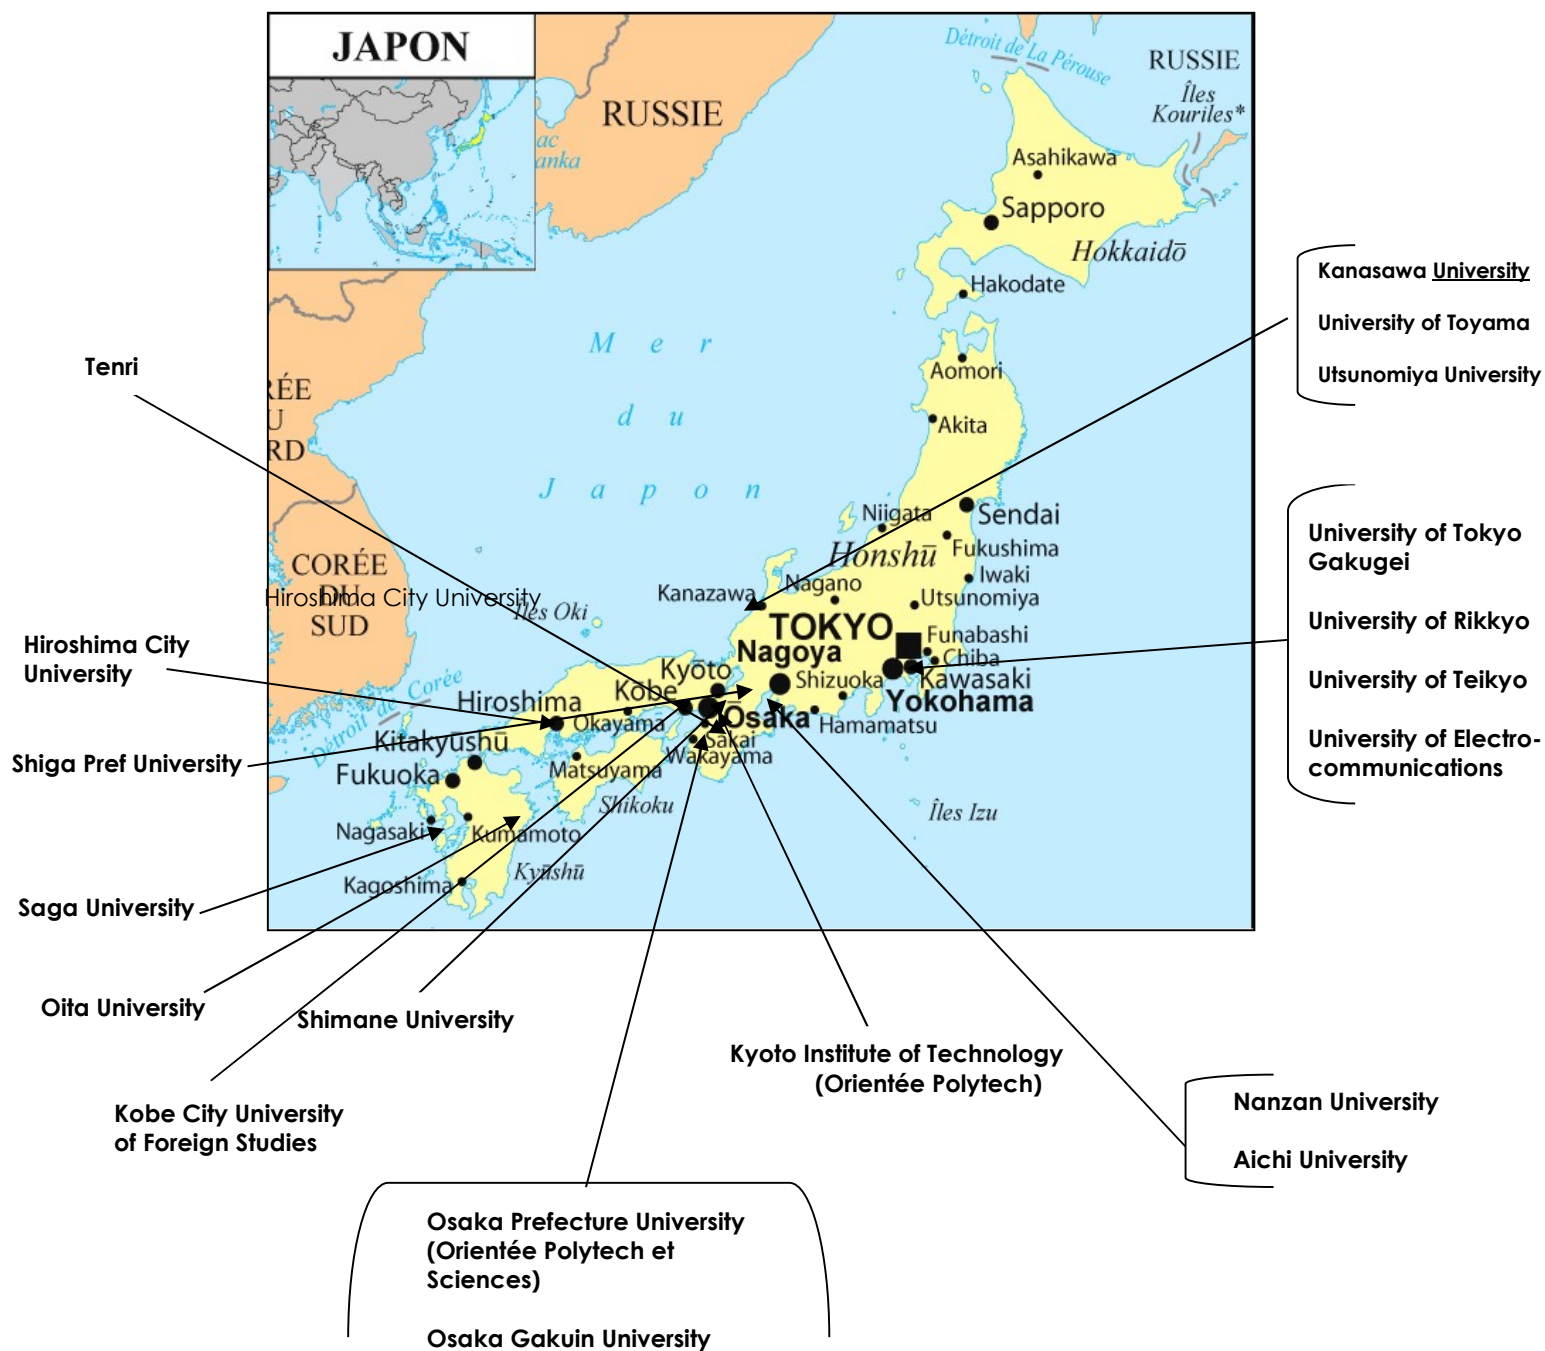 JAPON
RUSSIE
Détroit de La Pérouse
RUSSIE
Îles
Kouriles*
ac
anka
Asahikawa
Sapporo
Hokkaidō
Hakodate
Kanasawa University
University of Toyama
Utsunomiya University
Mer
du
Japon
Tenri
RÉE
U
RD
Aomori
Akita
Niigata
Sendai
Honshū
Fukushima
Iwaki
Kanazawa
Nagano
Utsunomiya
University of Tokyo
Gakugei
University of Rikkyo
University of Teikyo
University of Electro-
communications
CORÉE
DU
SUD
Hiroshima City University
Îles Oki
TOKYO
Funabashi
Chiba
Nagoya
Kyōto
Shizuoka
Kawasaki
Yokohama
Kōbe
Hiroshima
Okayama
Ōsaka
Hamamatsu
Sakai
Wakayama
Hiroshima City
University
Détroit de Corée
Kitakyūshū
Fukuoka
Matsuyama
Shikoku
Îles Izu
Shiga Pref University
Nagasaki
Kumamoto
Kyūshū
Kagoshima
Saga University
Oita University
Shimane University
Kyoto Institute of Technology
(Orientée Polytech)
Kobe City University
of Foreign Studies
Nanzan University
Aichi University
Osaka Prefecture University
(Orientée Polytech et
Sciences)
Osaka Gakuin University